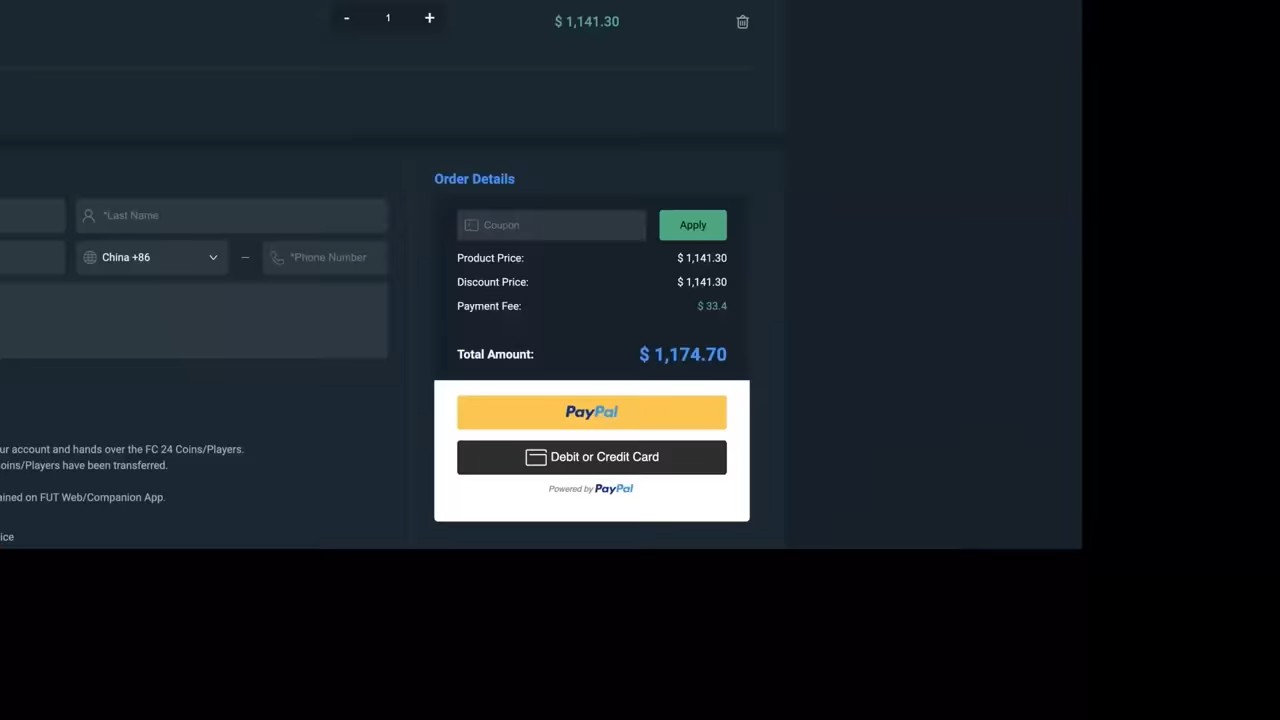 - 1 + $ 1,141.30
Order Details
*Last Name
Coupon Apply
China +86 – *Phone Number
Product Price: $ 1,141.30
Discount Price: $ 1,141.30
Payment Fee: $ 33.4
Total Amount: $ 1,174.70
PayPal
Debit or Credit Card
Powered by PayPal
ur account and hands over the FC 24 Coins/Players.
oins/Players have been transferred.
ained on FUT Web/Companion App.
ice